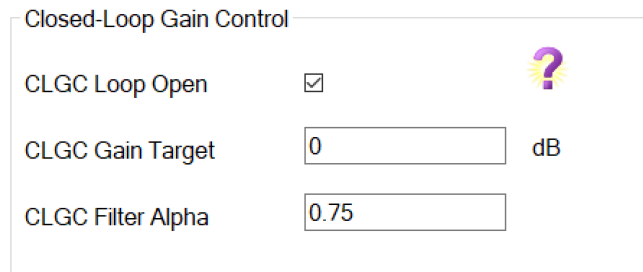 Closed-Loop Gain Control
CLGC Loop Open
CLGC Gain Target 0 dB
CLGC Filter Alpha 0.75